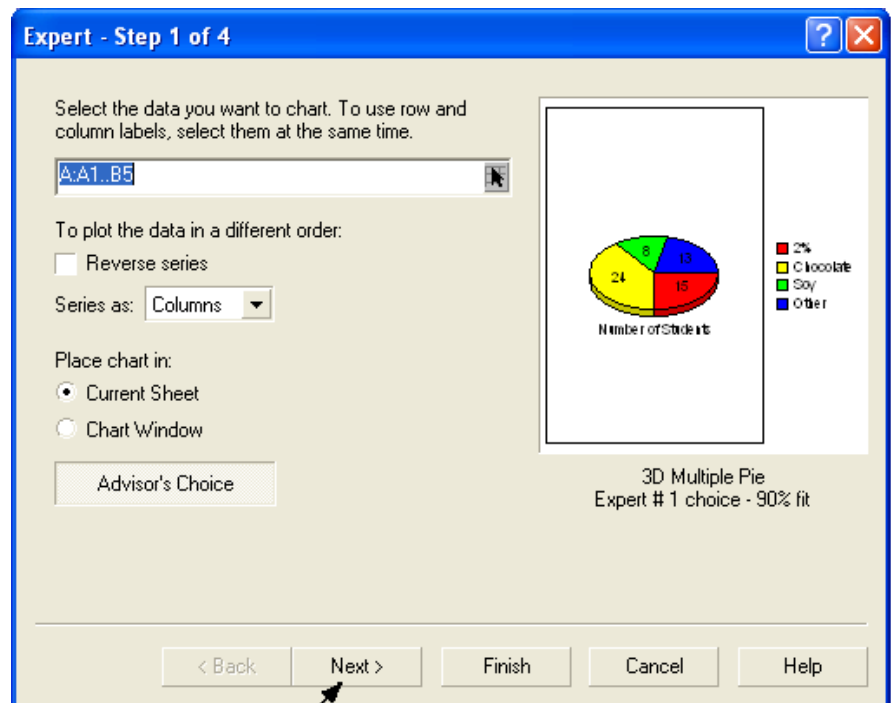 Expert - Step 1 of 4
Select the data you want to chart. To use row and
column labels, select them at the same time.
A:A1..B5
To plot the data in a different order:
Reverse series
Series as: Columns
Place chart in:
Current Sheet
Chart Window
Advisor's Choice
8
13
24
15
Number of Students
2%
Chocolate
Soy
Other
3D Multiple Pie
Expert # 1 choice - 90% fit
< Back
Next >
Finish
Cancel
Help